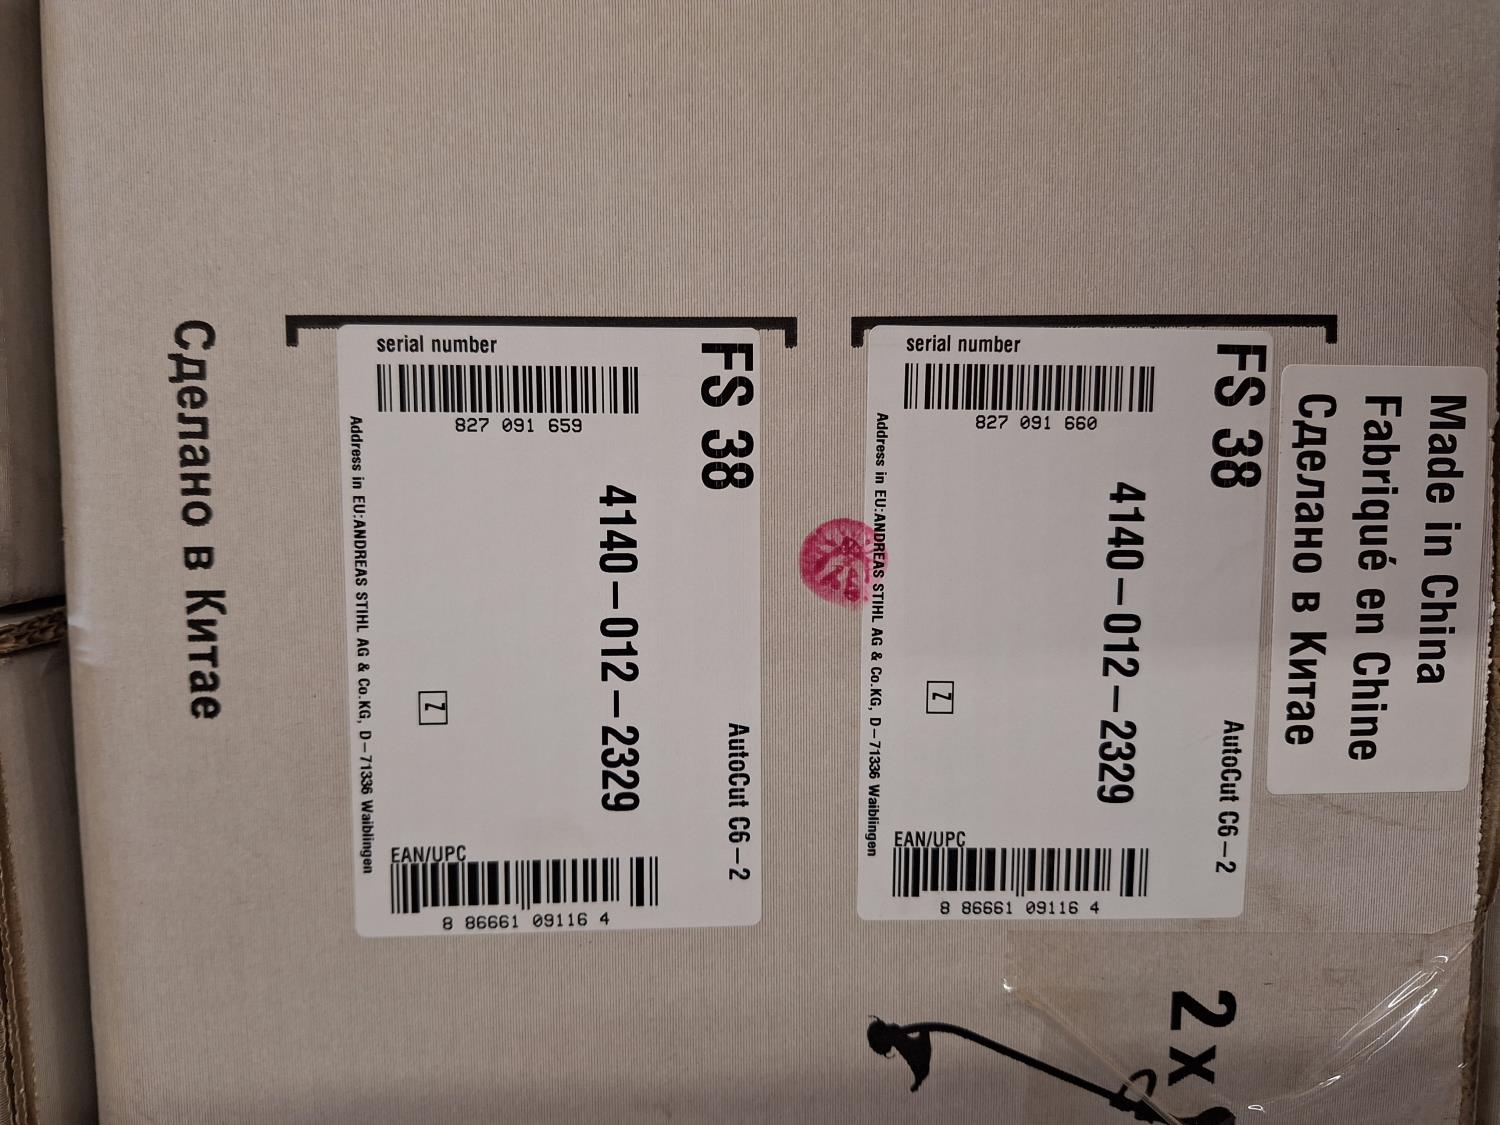 Made in China
Fabriqué en Chine
Сделано в Китае
FS 38
AutoCut C6-2
4140-012-2329
serial number
827 091 660
Z
EAN/UPC
8 86661 09116 4
Address in EU:ANDREAS STIHL AG & Co.KG, D-71336 Waiblingen
FS 38
AutoCut C6-2
4140-012-2329
serial number
827 091 659
Z
EAN/UPC
8 86661 09116 4
Address in EU:ANDREAS STIHL AG & Co.KG, D-71336 Waiblingen
Сделано в Китае
2 x